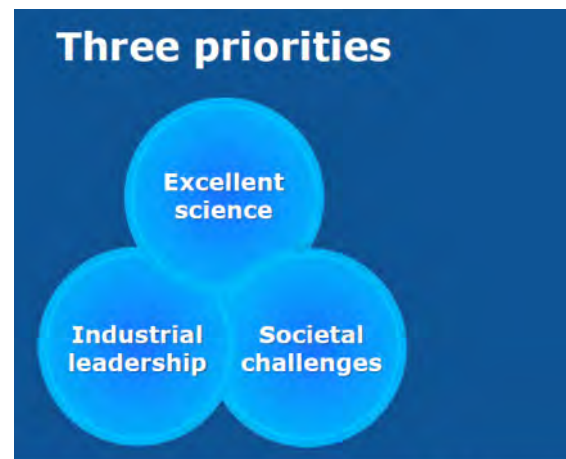 Three priorities
Excellent
science
Industrial
leadership
Societal
challenges